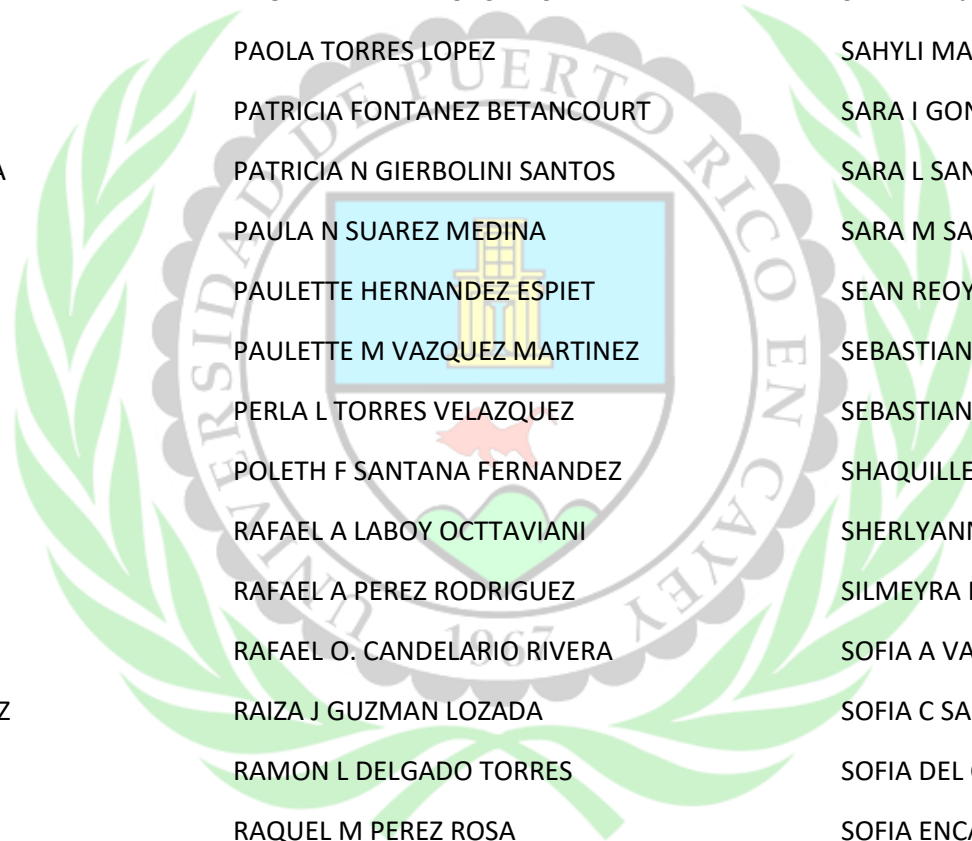 PAOLA TORRES LOPEZ
PATRICIA FONTANEZ BETANCOURT
PATRICIA N GIERBOLINI SANTOS
PAULA N SUAREZ MEDINA
PAULETTE HERNANDEZ ESPIET
PAULETTE M VAZQUEZ MARTINEZ
PERLA L TORRES VELAZQUEZ
POLETH F SANTANA FERNANDEZ
RAFAEL A LABOY OCTTAVIANI
RAFAEL A PEREZ RODRIGUEZ
RAFAEL O. CANDELARIO RIVERA
RAIZA J GUZMAN LOZADA
RAMON L DELGADO TORRES
RAQUEL M PEREZ ROSA
SAHYLI MA
SARA I GON
SARA L SAN
SARA M SA
SEAN REOY
SEBASTIAN
SEBASTIAN
SHAQUILLE
SHERLYANN
SILMEYRA
SOFIA A VA
SOFIA C SA
SOFIA DEL
SOFIA ENCA
UNIVERSIDAD DE PUERTO RICO EN CAYEY
1967